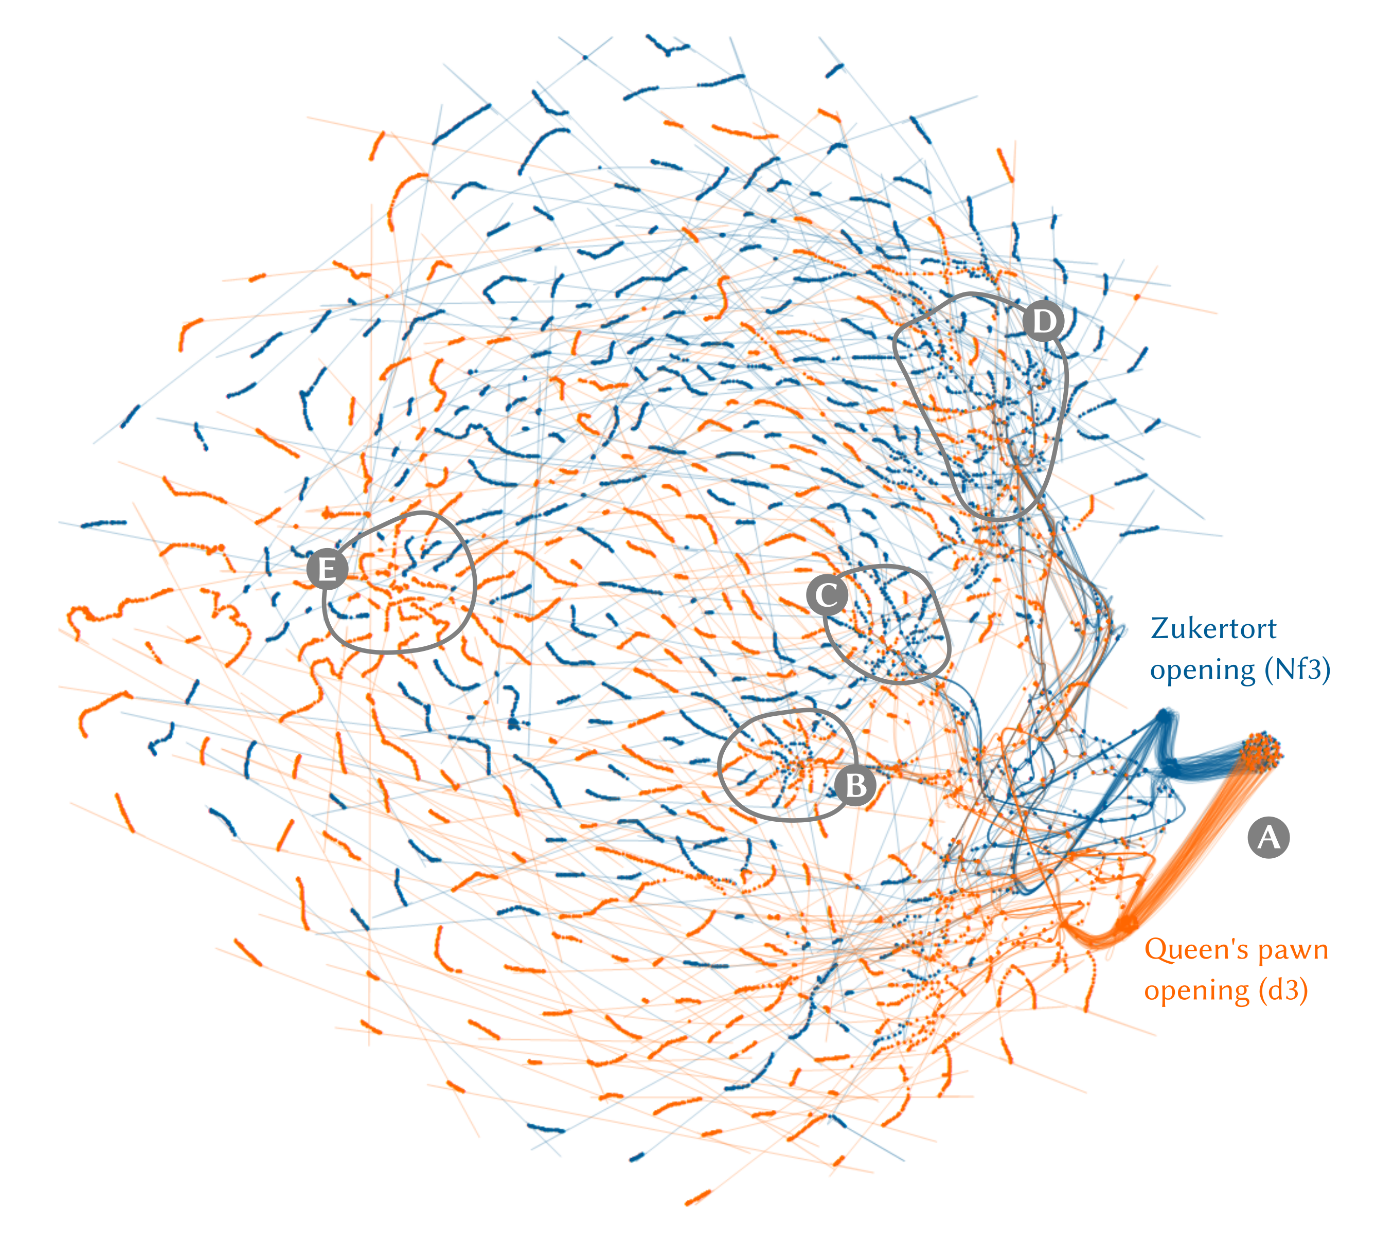 D
E
C
Zukertort
opening (Nf3)
B
A
Queen's pawn
opening (d3)